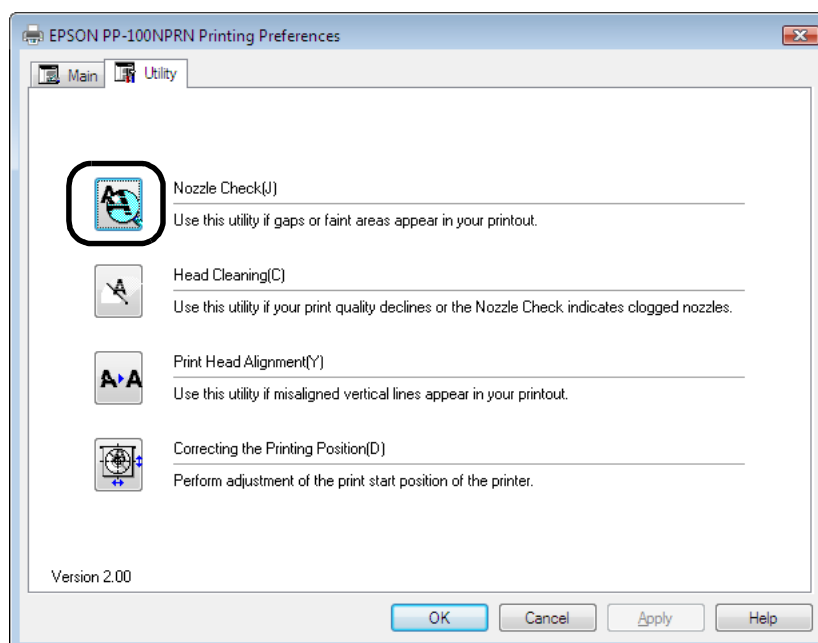 EPSON PP-100NPRN Printing Preferences
Main
Utility
Nozzle Check(J)
Use this utility if gaps or faint areas appear in your printout.
Head Cleaning(C)
Use this utility if your print quality declines or the Nozzle Check indicates clogged nozzles.
Print Head Alignment(Y)
Use this utility if misaligned vertical lines appear in your printout.
Correcting the Printing Position(D)
Perform adjustment of the print start position of the printer.
Version 2.00
OK
Cancel
Apply
Help